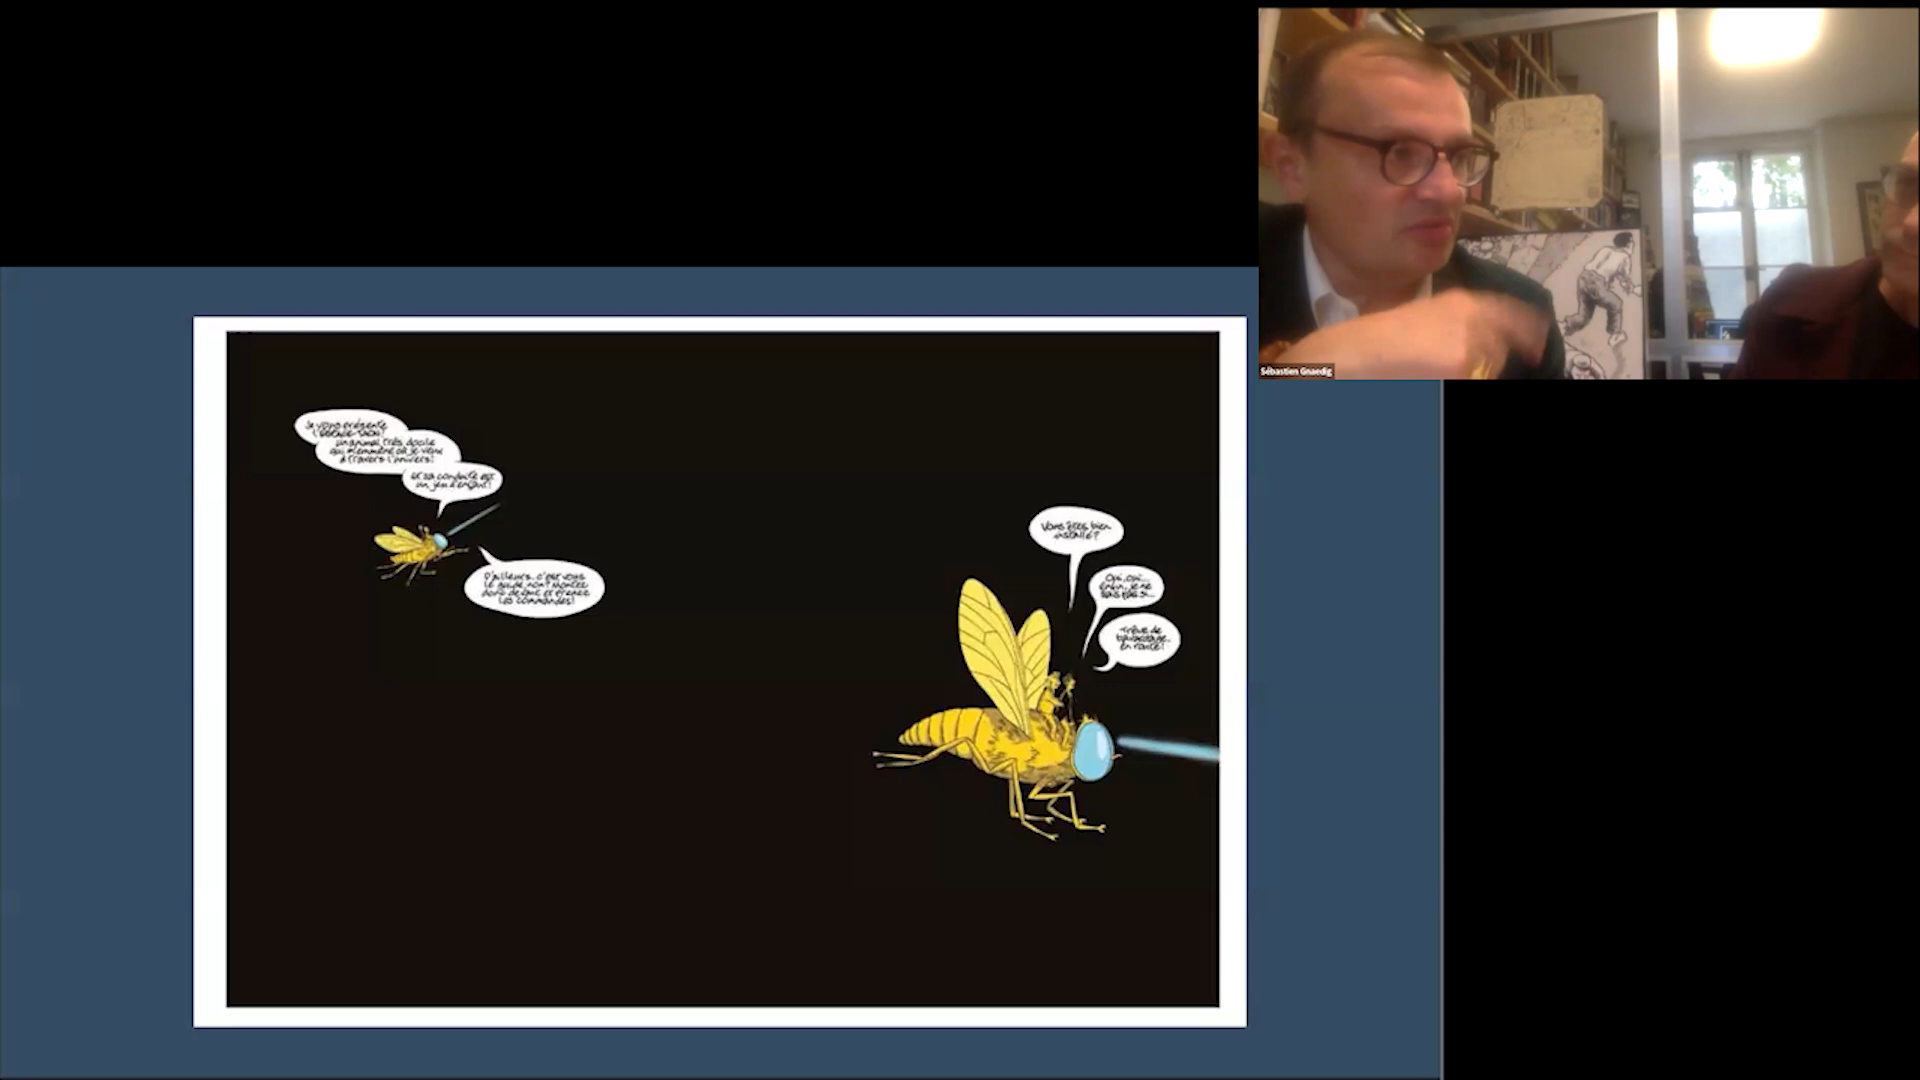 Je vous présente
un animal très docile
qui m'emmène où je veux
à travers l'univers!
et sa conduite est
un jeu d'enfant!
D'ailleurs, c'est vous
le guide, non? Montez
donc devant et prenez
les commandes!
Vous êtes bien
installé?
Oui, oui...
enfin, je ne
sais pas si...
Trêve de
bavardage,
en route!
Sébastien Gnaedig